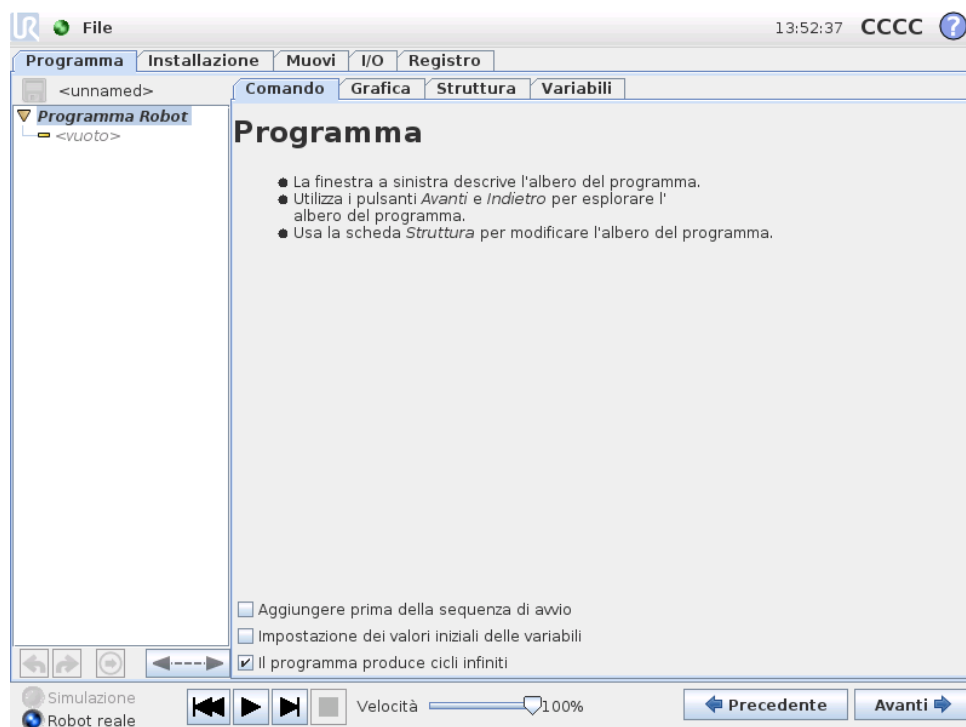 UR File 13:52:37 CCCC ?
Programma Installazione Muovi I/O Registro
<unnamed> Comando Grafica Struttura Variabili
Programma Robot
<vuoto>
Programma
La finestra a sinistra descrive l'albero del programma.
Utilizza i pulsanti Avanti e Indietro per esplorare l'
albero del programma.
Usa la scheda Struttura per modificare l'albero del programma.
Aggiungere prima della sequenza di avvio
Impostazione dei valori iniziali delle variabili
Il programma produce cicli infiniti
Simulazione
Robot reale
Velocità 100% Precedente Avanti